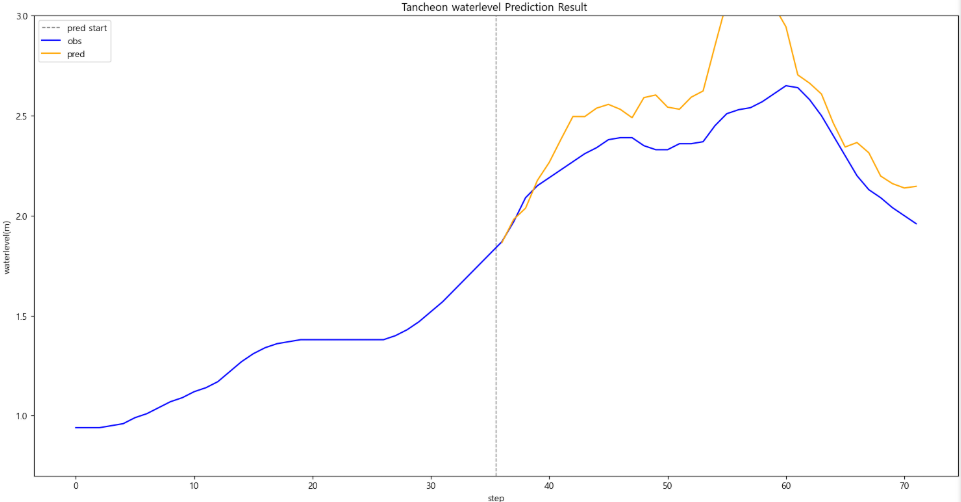 Tancheon waterlevel Prediction Result
pred start
obs
pred
3.0
2.5
2.0
1.5
1.0
waterlevel(m)
0 10 20 30 40 50 60 70
step